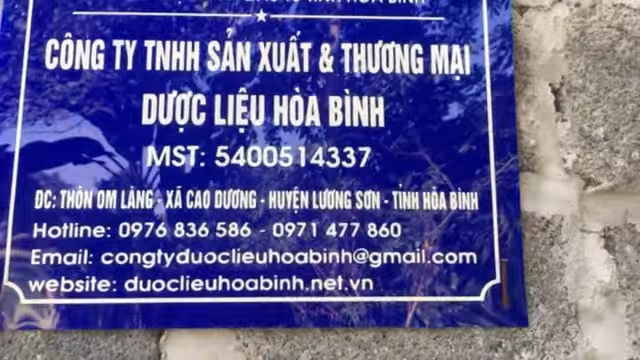 CÔNG TY TNHH SẢN XUẤT & THƯƠNG MẠI
DƯỢC LIỆU HÒA BÌNH
MST: 5400514337
ĐC: THÔN OM LÀNG - XÃ CAO DƯƠNG - HUYỆN LƯƠNG SƠN - TỈNH HÒA BÌNH
Hotline: 0976 836 586 - 0971 477 860
Email: congtyduoclieuhoabinh@gmail.com
website: duoclieuhoabinh.net.vn